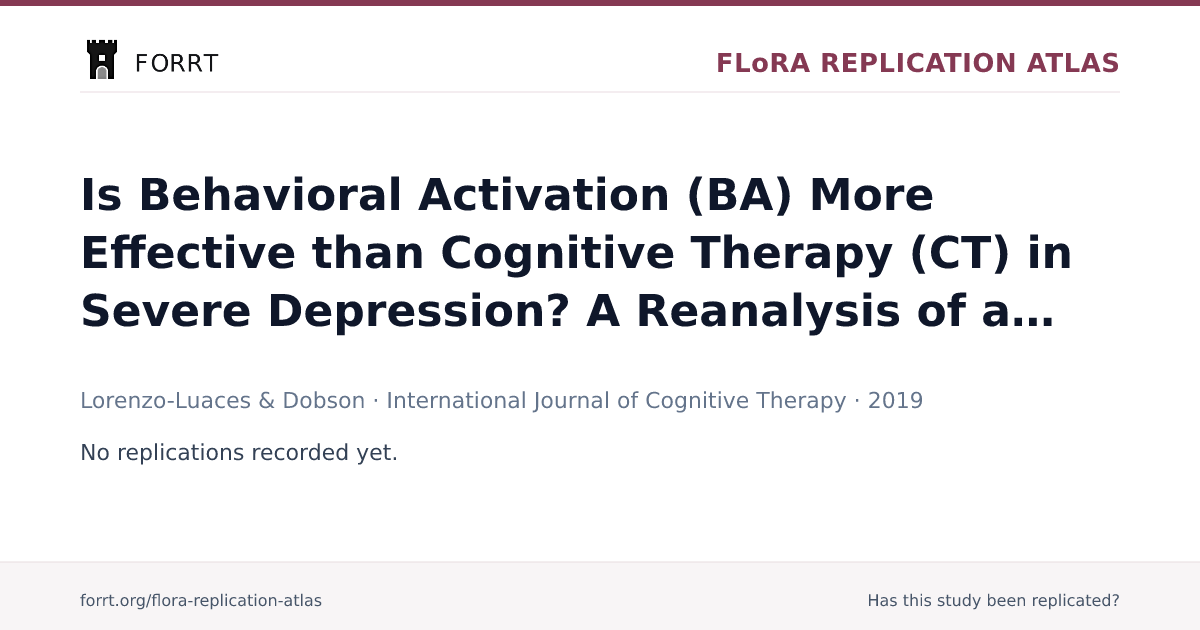 FORRT
FLoRA REPLICATION ATLAS
Is Behavioral Activation (BA) More
Effective than Cognitive Therapy (CT) in
Severe Depression? A Reanalysis of a…
Lorenzo-Luaces & Dobson · International Journal of Cognitive Therapy · 2019
No replications recorded yet.
forrt.org/flora-replication-atlas
Has this study been replicated?